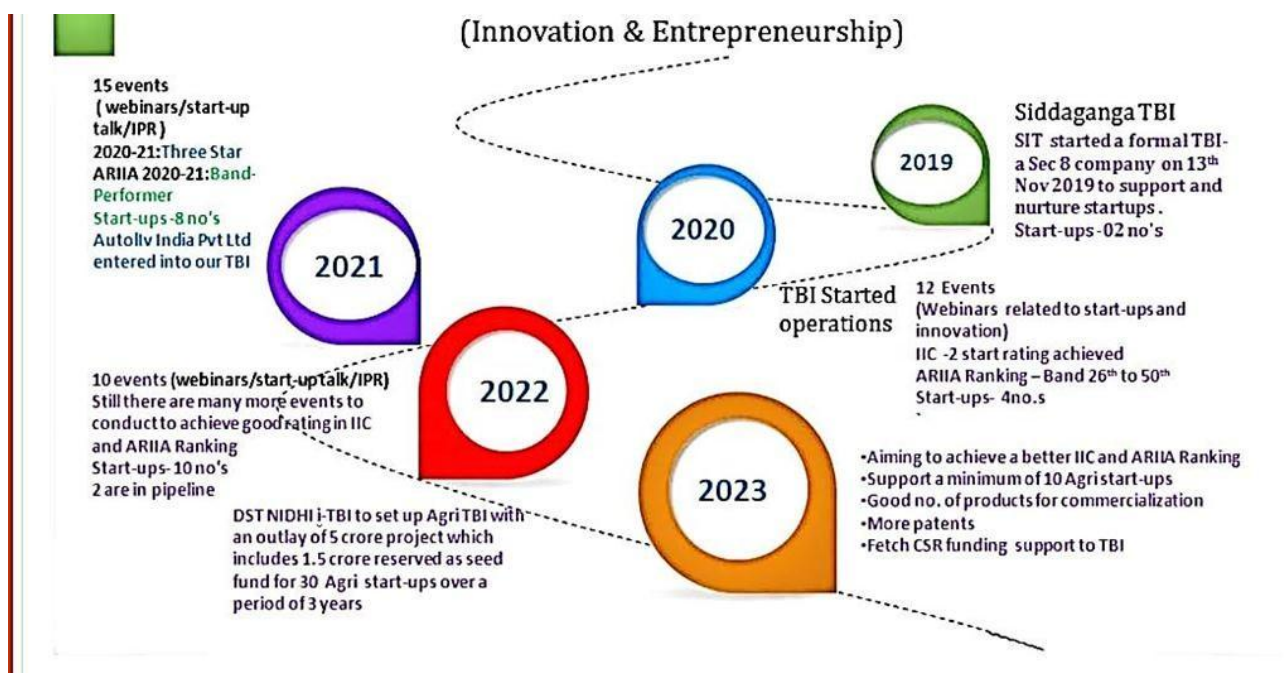 (Innovation & Entrepreneurship)
2019
Siddaganga TBI
SIT started a formal TBI-
a Sec 8 company on 13th
Nov 2019 to support and
nurture startups .
Start-ups -02 no's
2020
TBI Started
operations
12 Events
(Webinars related to start-ups and
innovation)
IIC -2 start rating achieved
ARIIA Ranking – Band 26th to 50th
Start-ups- 4no.s
2021
15 events
( webinars/start-up
talk/IPR )
2020-21:Three Star
ARIIA 2020-21:Band-
Performer
Start-ups -8 no's
Autoliv India Pvt Ltd
entered into our TBI
2022
10 events (webinars/start-up talk/IPR)
Still there are many more events to
conduct to achieve good rating in IIC
and ARIIA Ranking
Start-ups- 10 no's
2 are in pipeline
DST NIDHI i-TBI to set up Agri TBI with
an outlay of 5 crore project which
includes 1.5 crore reserved as seed
fund for 30 Agri start-ups over a
period of 3 years
2023
•Aiming to achieve a better IIC and ARIIA Ranking
•Support a minimum of 10 Agri start-ups
•Good no. of products for commercialization
•More patents
•Fetch CSR funding support to TBI